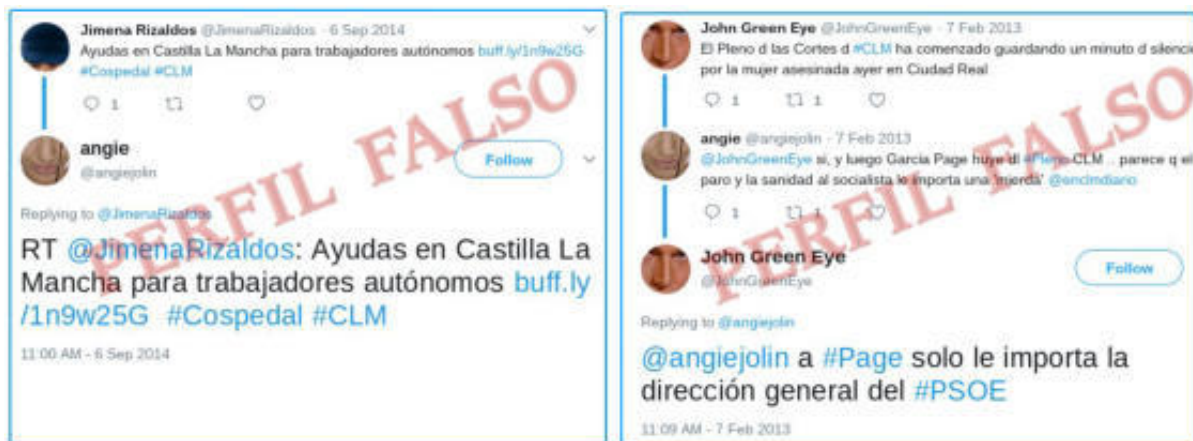 Jimena Rizaldos @JimenaRizaldos · 6 Sep 2014
Ayudas en Castilla La Mancha para trabajadores autónomos buff.ly/1n9w25G
#Cospedal #CLM
1
angie
@angiejolin
Follow
Replying to @JimenaRizaldos
RT @JimenaRizaldos: Ayudas en Castilla La
Mancha para trabajadores autónomos buff.ly
/1n9w25G #Cospedal #CLM
11:00 AM - 6 Sep 2014
PERFIL FALSO
John Green Eye @JohnGreenEye · 7 Feb 2013
El Pleno d las Cortes d #CLM ha comenzado guardando un minuto d silencio
por la mujer asesinada ayer en Ciudad Real
1 1
angie @angiejolin · 7 Feb 2013
@JohnGreenEye si, y luego García Page huye dl #Pleno CLM .. parece q el
paro y la sanidad al socialista le importa una 'mierda' @enclmdiario
1 1
John Green Eye
@JohnGreenEye
Follow
Replying to @angiejolin
@angiejolin a #Page solo le importa la
dirección general del #PSOE
11:09 AM - 7 Feb 2013
PERFIL FALSO